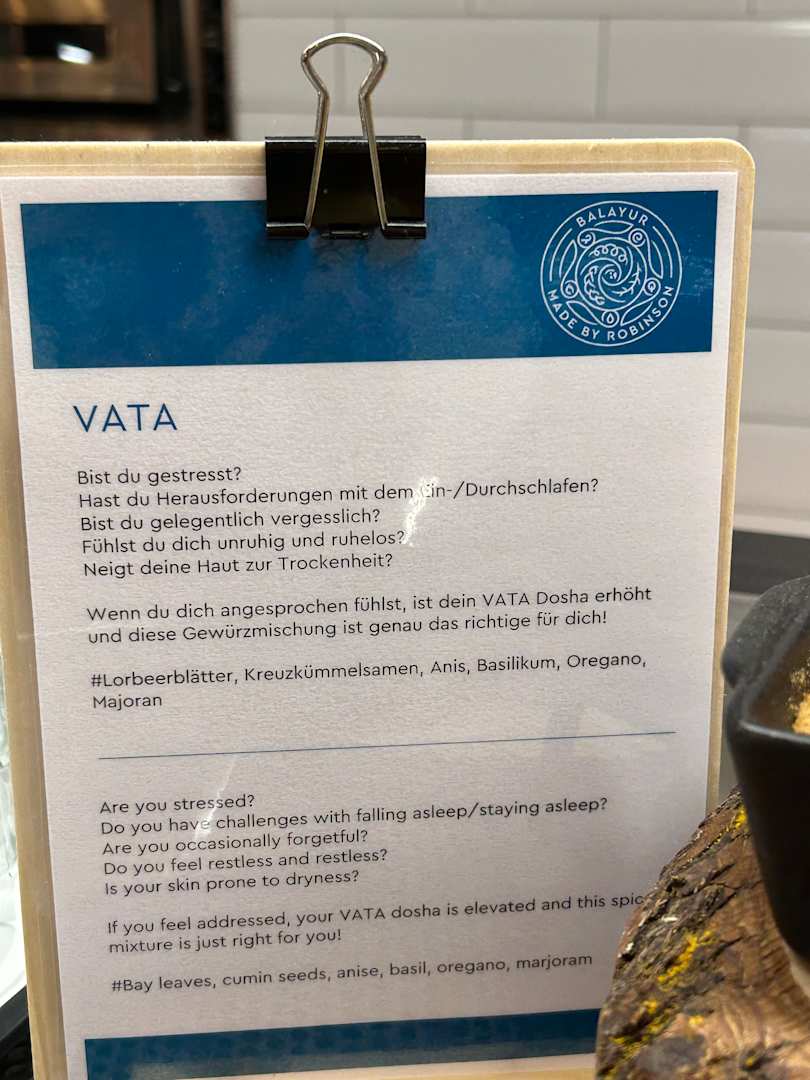 BALAYUR
MADE BY ROBINSON
VATA
Bist du gestresst?
Hast du Herausforderungen mit dem Ein-/Durchschlafen?
Bist du gelegentlich vergesslich?
Fühlst du dich unruhig und ruhelos?
Neigt deine Haut zur Trockenheit?
Wenn du dich angesprochen fühlst, ist dein VATA Dosha erhöht
und diese Gewürzmischung ist genau das richtige für dich!
#Lorbeerblätter, Kreuzkümmelsamen, Anis, Basilikum, Oregano,
Majoran
Are you stressed?
Do you have challenges with falling asleep/staying asleep?
Are you occasionally forgetful?
Do you feel restless and restless?
Is your skin prone to dryness?
If you feel addressed, your VATA dosha is elevated and this spic
mixture is just right for you!
#Bay leaves, cumin seeds, anise, basil, oregano, marjoram